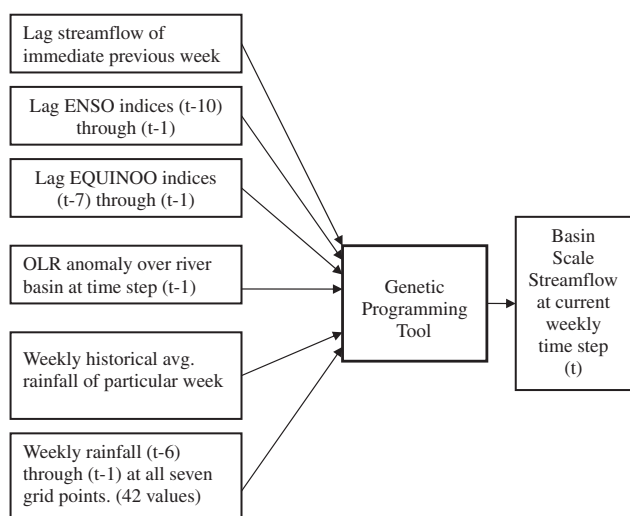 Lag streamflow of
immediate previous week
Lag ENSO indices (t-10)
through (t-1)
Lag EQUINOO indices
(t-7) through (t-1)
OLR anomaly over river
basin at time step (t-1)
Weekly historical avg.
rainfall of particular week
Weekly rainfall (t-6)
through (t-1) at all seven
grid points. (42 values)
Genetic
Programming
Tool
Basin
Scale
Streamflow
at current
weekly
time step
(t)